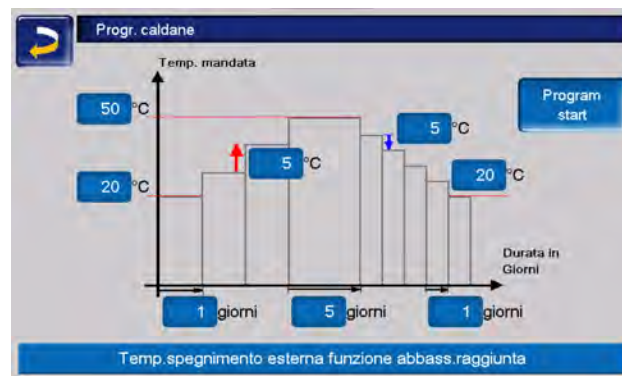 Progr. caldane
Temp. mandata
50 °C
5 °C
Program
start
5 °C
20 °C
20 °C
Durata in
Giorni
1 giorni
5 giorni
1 giorni
Temp.spegnimento esterna funzione abbass.raggiunta